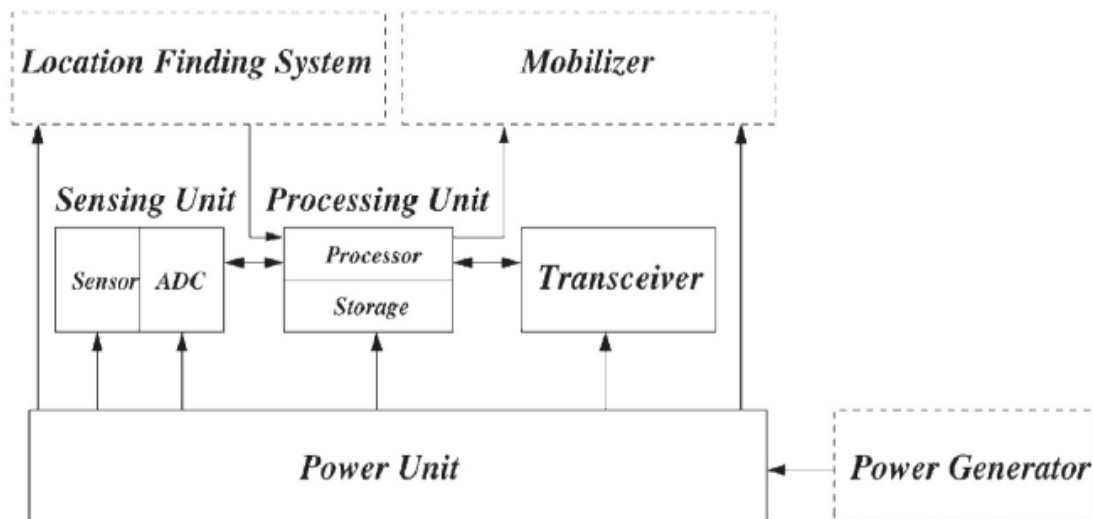 Location Finding System
Mobilizer
Sensing Unit
Processing Unit
Sensor
ADC
Processor
Storage
Transceiver
Power Unit
Power Generator